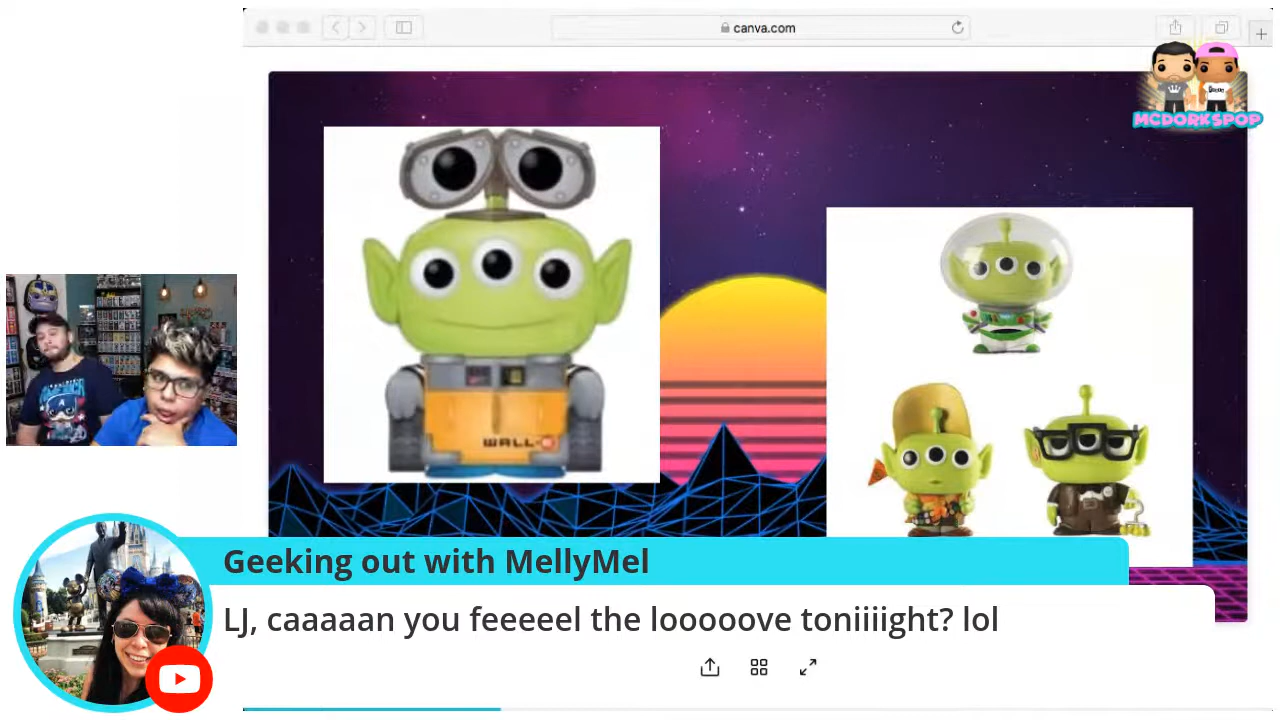 canva.com
MCDORKSPOP
WALL•E
Geeking out with MellyMel
LJ, caaaaan you feeeeel the looooove toniiiight? lol